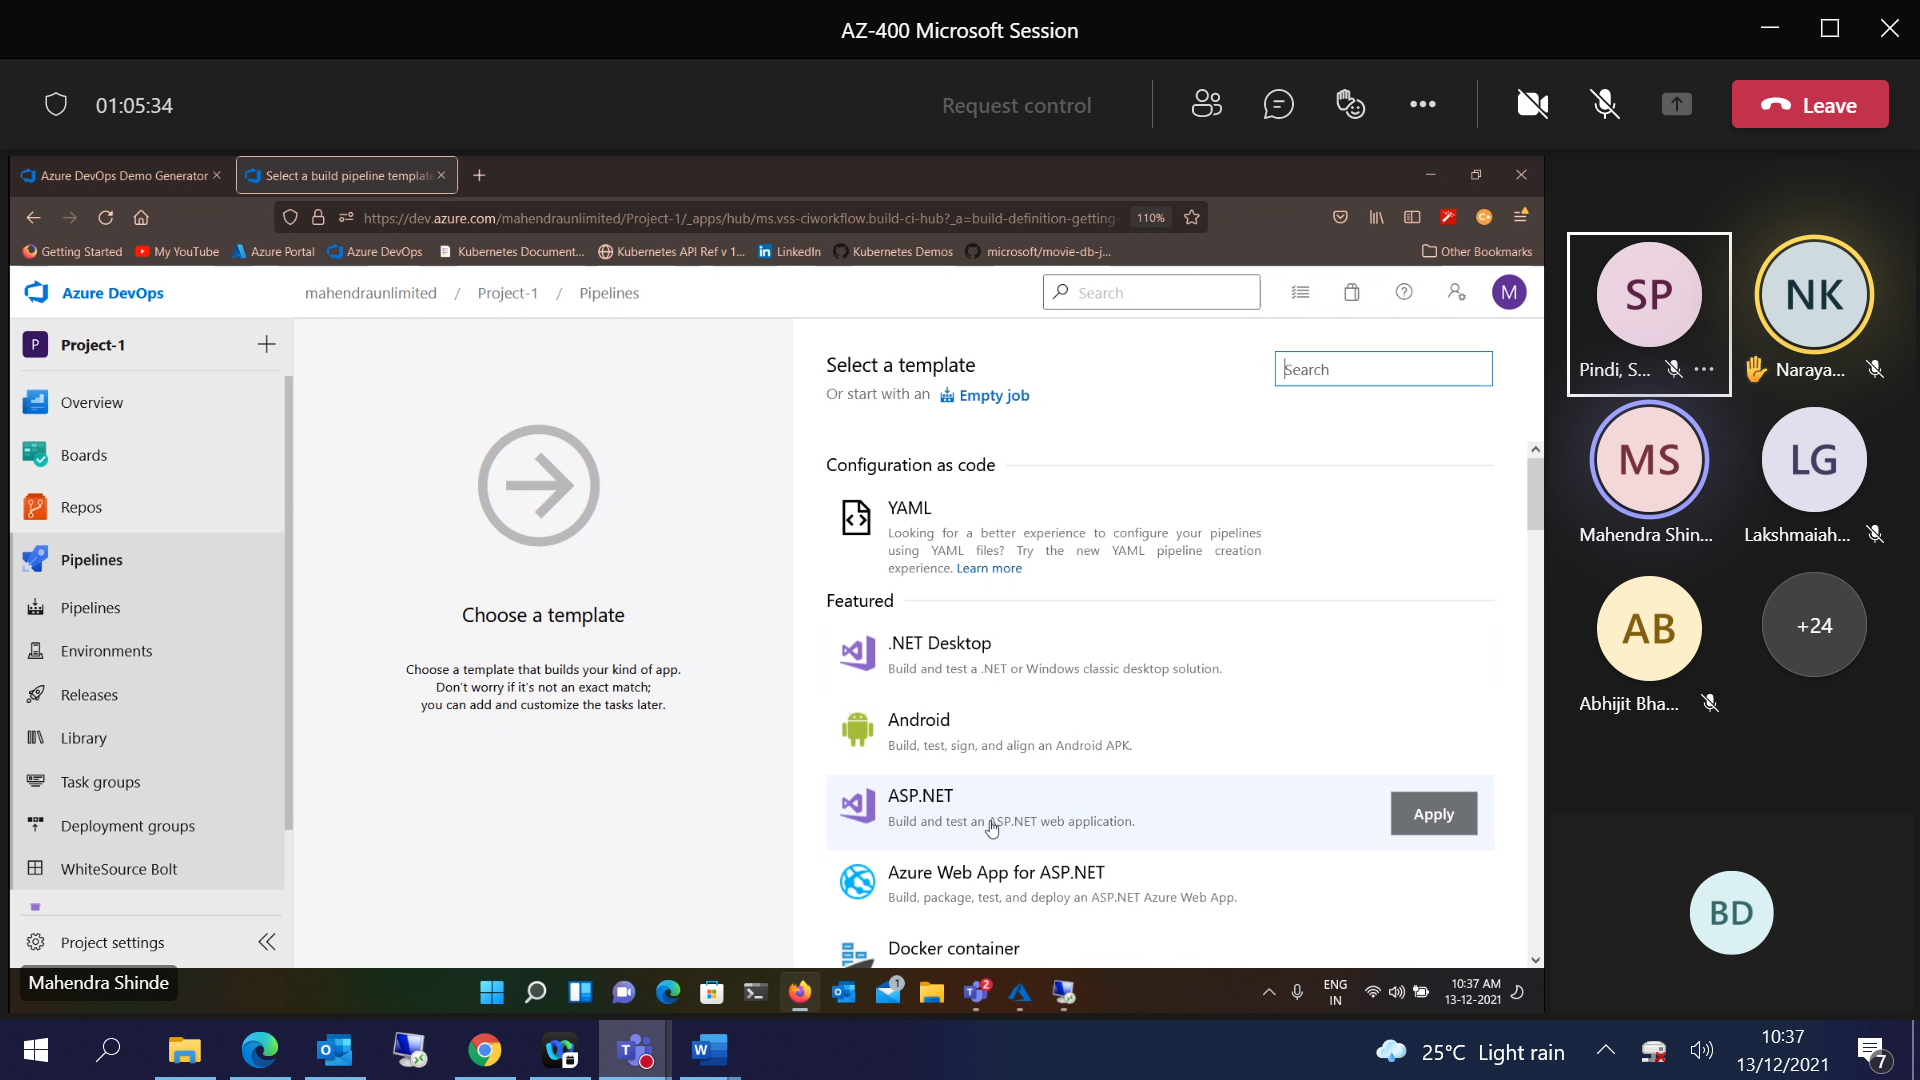 AZ-400 Microsoft Session
01:05:34
Request control
Leave
Azure DevOps Demo Generator
Select a build pipeline template
https://dev.azure.com/mahendraunlimited/Project-1/_apps/hub/ms.vss-ciworkflow.build-ci-hub?_a=build-definition-getting-
110%
Getting Started
My YouTube
Azure Portal
Azure DevOps
Kubernetes Document...
Kubernetes API Ref v 1...
LinkedIn
Kubernetes Demos
microsoft/movie-db-j...
Other Bookmarks
Azure DevOps
mahendraunlimited / Project-1 / Pipelines
Search
M
P
Project-1
Overview
Boards
Repos
Pipelines
Pipelines
Environments
Releases
Library
Task groups
Deployment groups
WhiteSource Bolt
Project settings
Mahendra Shinde
Choose a template
Choose a template that builds your kind of app.
Don't worry if it's not an exact match;
you can add and customize the tasks later.
Select a template
Search
Or start with an Empty job
Configuration as code
YAML
Looking for a better experience to configure your pipelines
using YAML files? Try the new YAML pipeline creation
experience. Learn more
Featured
.NET Desktop
Build and test a .NET or Windows classic desktop solution.
Android
Build, test, sign, and align an Android APK.
ASP.NET
Build and test an ASP.NET web application.
Apply
Azure Web App for ASP.NET
Build, package, test, and deploy an ASP.NET Azure Web App.
Docker container
SP
Pindi, S...
NK
Naraya...
MS
Mahendra Shin...
LG
Lakshmaiah...
AB
Abhijit Bha...
+24
BD
1
2
ENG
IN
10:37 AM
13-12-2021
25°C Light rain
10:37
13/12/2021
7